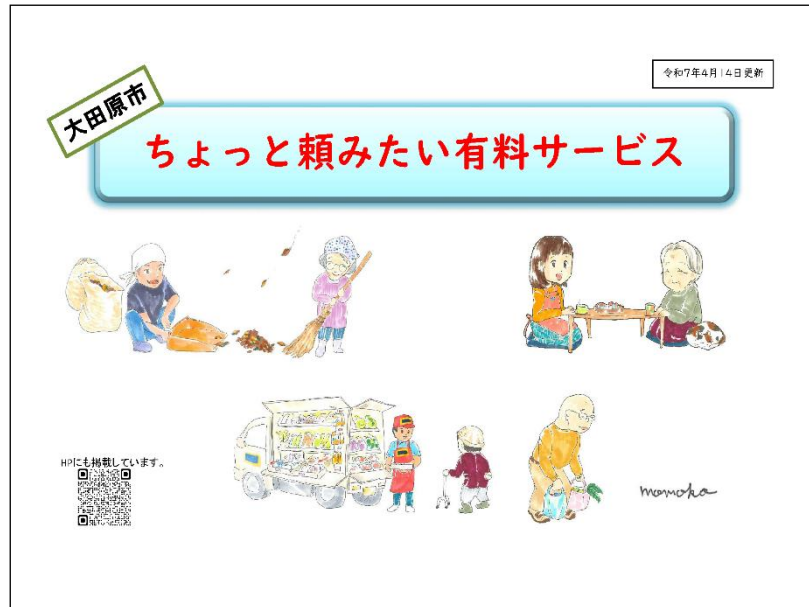 令和7年4月14日更新
大田原市
ちょっと頼みたい有料サービス
HPにも掲載しています。
momoka